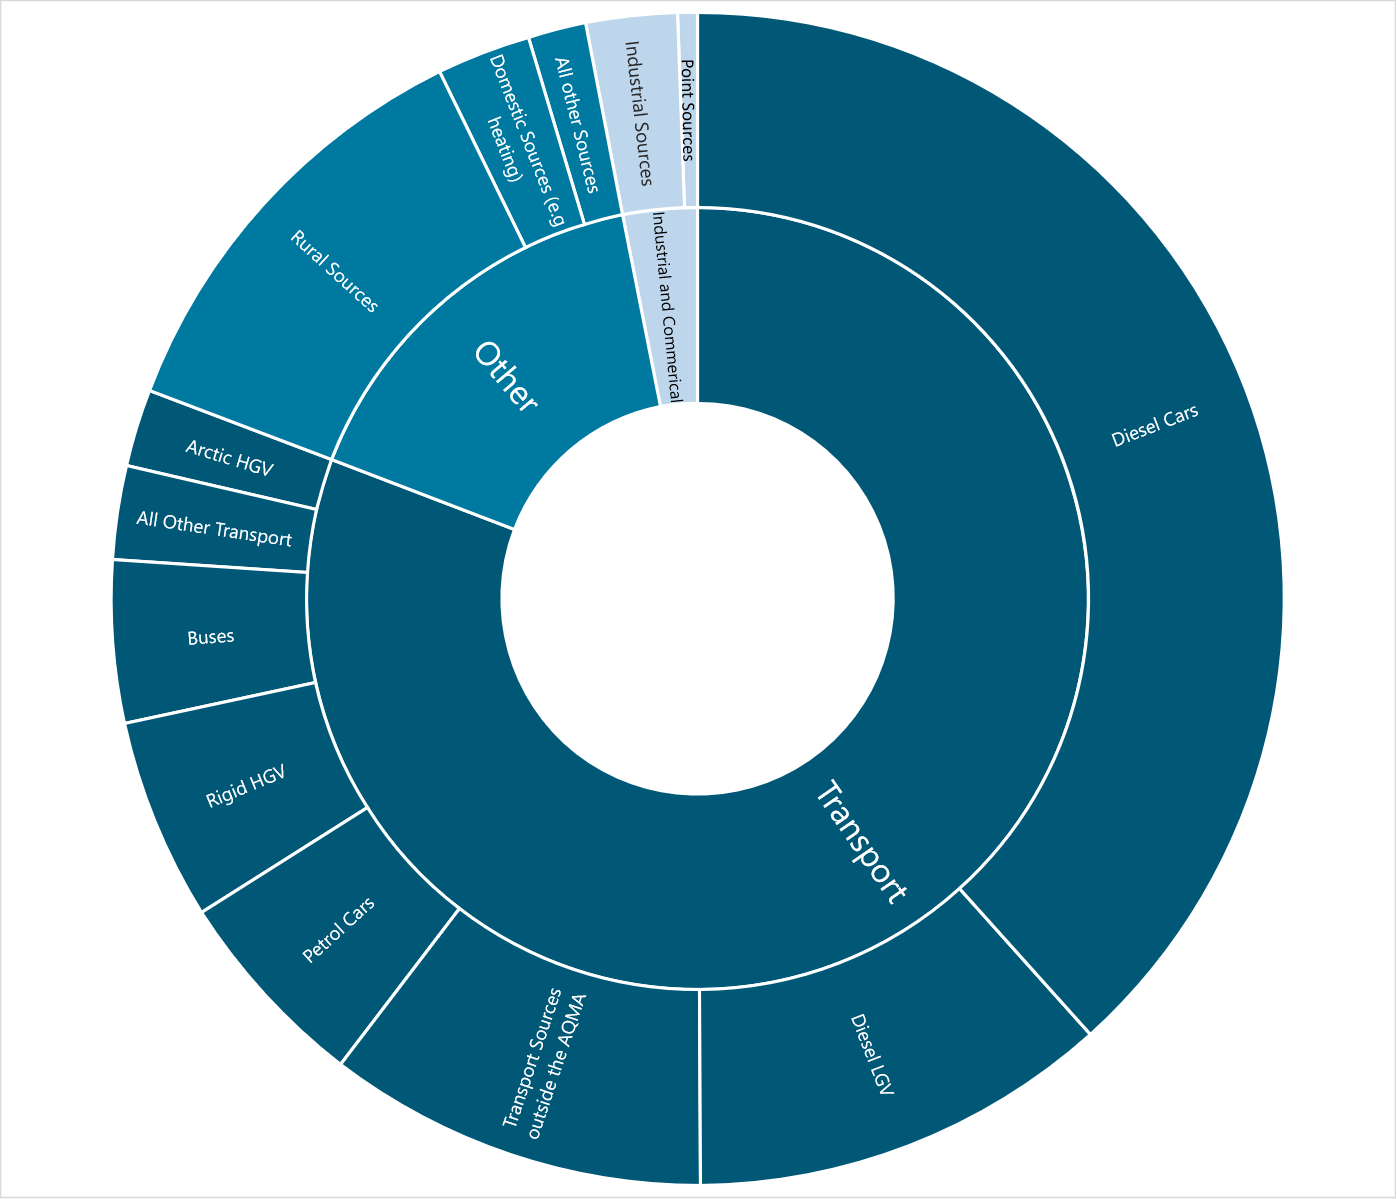 Industrial Sources
Point Sources
Domestic Sources (e.g
heating)
All other Sources
Rural Sources
Industrial and Commerical
Other
Diesel Cars
Arctic HGV
All Other Transport
Buses
Rigid HGV
Transport
Petrol Cars
Transport Sources
outside the AQMA
Diesel LGV